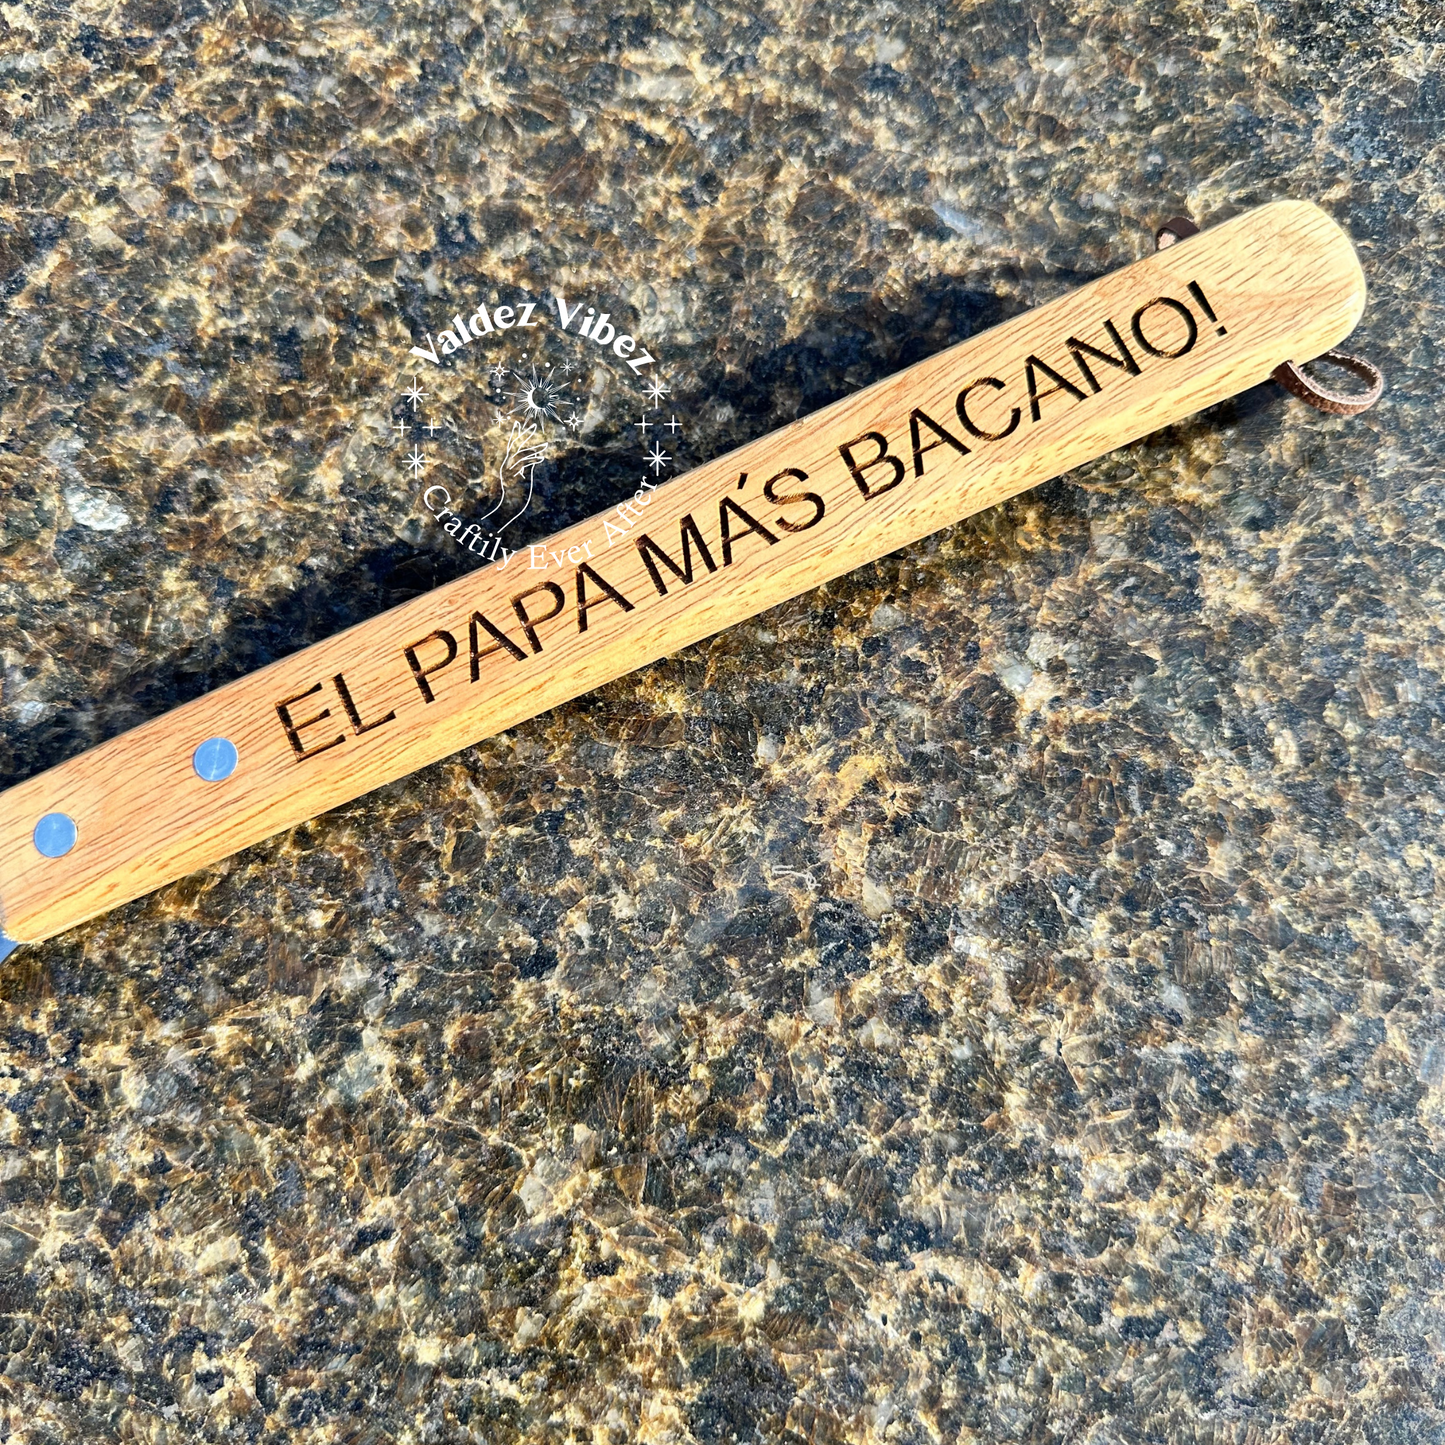 Valdez Vibez
Craftily Ever After
EL PAPA MÁS BACANO!